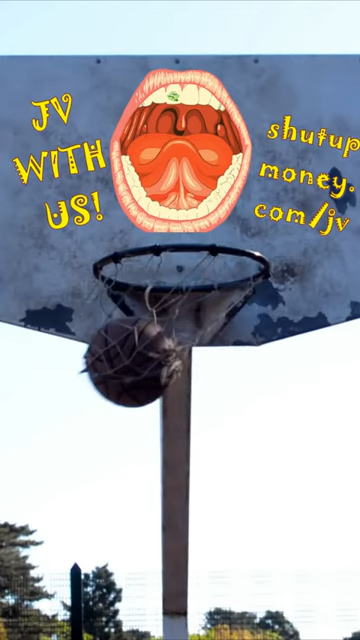 JV
WITH
US!
shutup
money.
com/jv